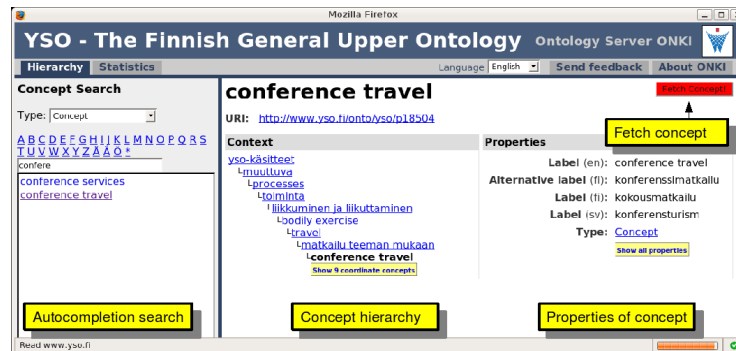 Mozilla Firefox
YSO - The Finnish General Upper Ontology Ontology Server ONKI
Hierarchy Statistics Language English Send feedback About ONKI
Concept Search
Type: Concept
A B C D E F G H I J K L M N O P Q R S
T U V W X Y Z Å Ä Ö *
confere
conference services
conference travel
Autocompletion search
conference travel
Fetch Concept!
URI: http://www.yso.fi/onto/yso/p18504
Fetch concept
Context
yso-käsitteet
muuttuva
processes
toiminta
liikkuminen ja liikuttaminen
bodily exercise
travel
matkailu teeman mukaan
conference travel
Show 9 coordinate concepts
Concept hierarchy
Properties
Label (en): conference travel
Alternative label (fi): konferenssimatkailu
Label (fi): kokousmatkailu
Label (sv): konferensturism
Type: Concept
Show all properties
Properties of concept
Read www.yso.fi